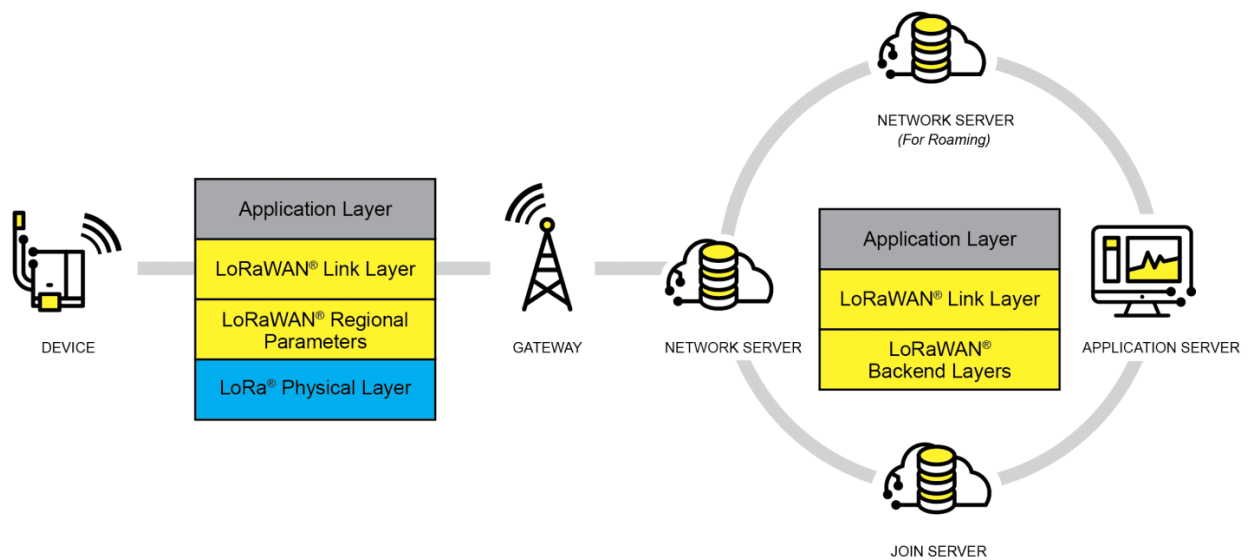 NETWORK SERVER
(For Roaming)
Application Layer
LoRaWAN® Link Layer
LoRaWAN® Regional
Parameters
LoRa® Physical Layer
Application Layer
LoRaWAN® Link Layer
LoRaWAN®
Backend Layers
DEVICE
GATEWAY
NETWORK SERVER
APPLICATION SERVER
JOIN SERVER